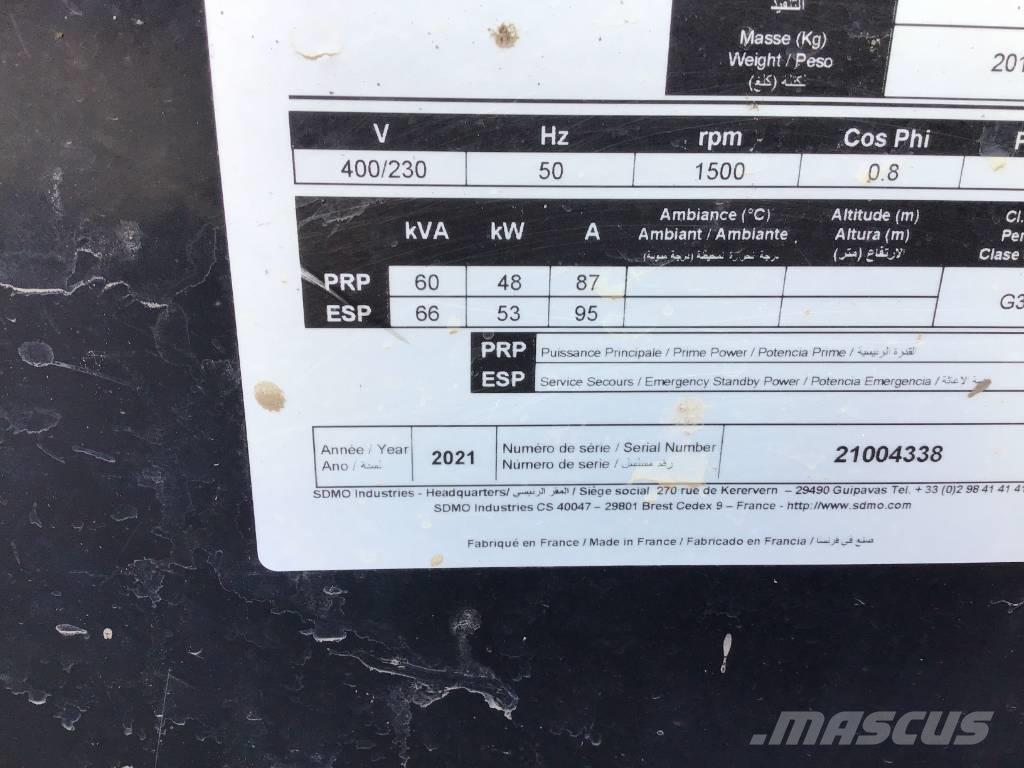 التنفيذ
Masse (Kg)
Weight / Peso
كتلة (كلغ)
201
V Hz rpm Cos Phi
400/230 50 1500 0.8
kVA kW A Ambiance (°C) Altitude (m)
Ambiant / Ambiante Altura (m)
الارتفاع (متر)
Clase
PRP 60 48 87
G3
ESP 66 53 95
PRP Puissance Principale / Prime Power / Potencia Prime / القدرة الرئيسية
ESP Service Secours / Emergency Standby Power / Potencia Emergencia /
Année / Year
Ano / لسنة
2021
Numéro de série / Serial Number
Número de serie / رقم مسلسل
21004338
SDMO Industries - Headquarters/ المقر الرئيسي / Siège social 270 rue de Kerervern – 29490 Guipavas Tel. + 33 (0)2 98 41 41 41
SDMO Industries CS 40047 – 29801 Brest Cedex 9 – France - http://www.sdmo.com
Fabriqué en France / Made in France / Fabricado en Francia / صنع في فرنسا
MASCUS